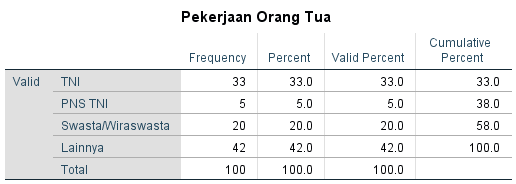 Pekerjaan Orang Tua
Frequency Percent Valid Percent Cumulative Percent
Valid TNI 33 33.0 33.0 33.0
PNS TNI 5 5.0 5.0 38.0
Swasta/Wiraswasta 20 20.0 20.0 58.0
Lainnya 42 42.0 42.0 100.0
Total 100 100.0 100.0